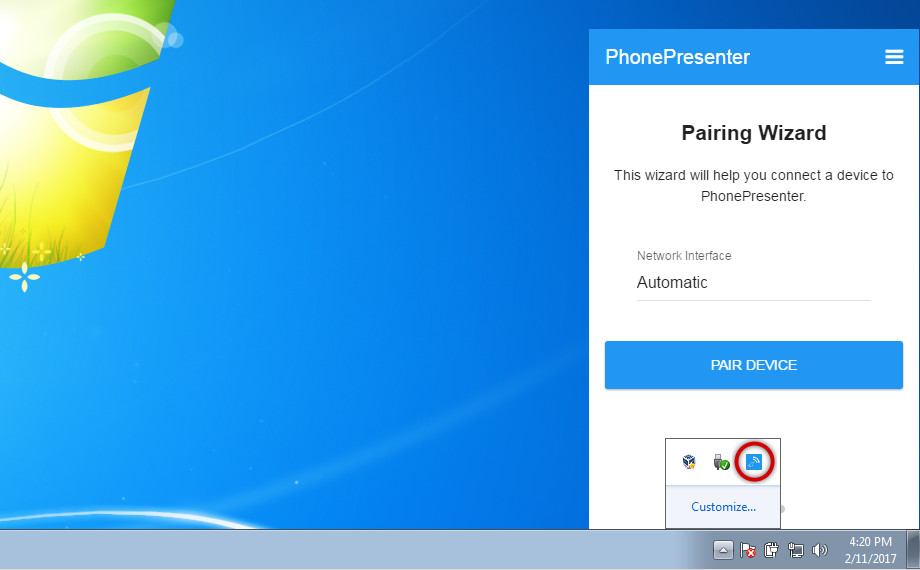 PhonePresenter
Pairing Wizard
This wizard will help you connect a device to
PhonePresenter.
Network Interface
Automatic
PAIR DEVICE
Customize...
4:20 PM
2/11/2017